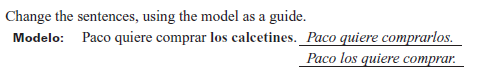 Change the sentences, using the model as a guide.
Modelo: Paco quiere comprar los calcetines. Paco quiere comprarlos.
Paco los quiere comprar.